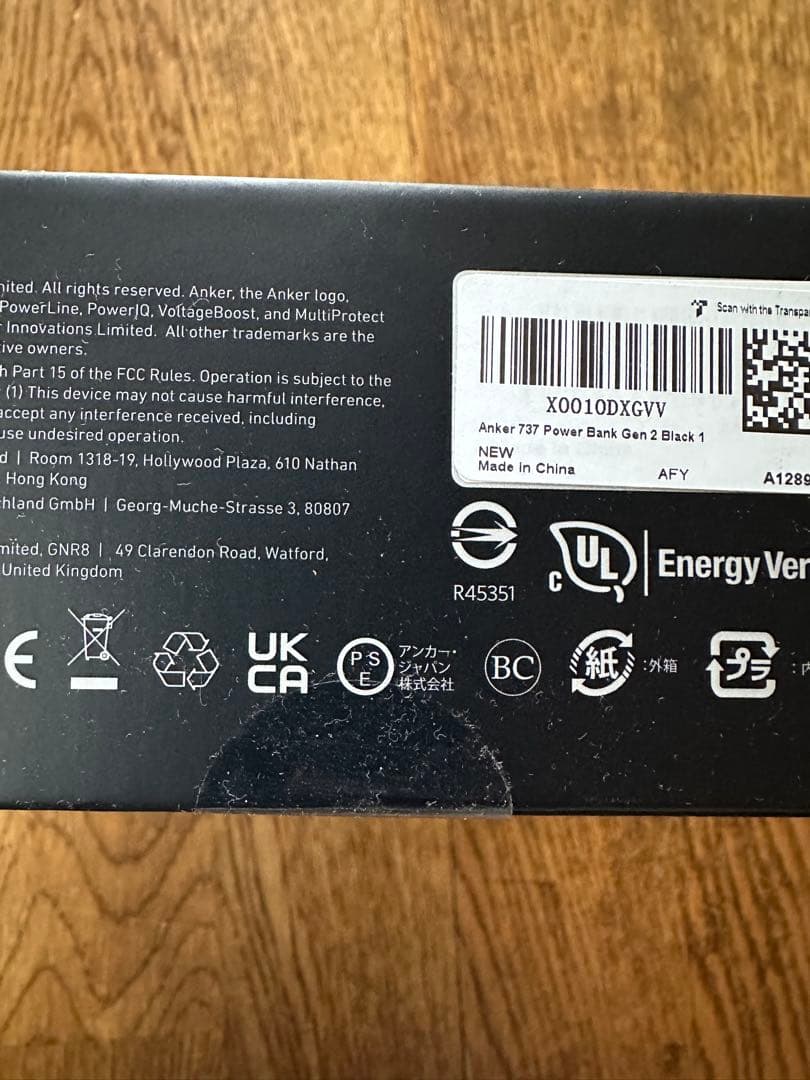 ited. All rights reserved. Anker, the Anker logo,
PowerLine, PowerIQ, VoltageBoost, and MultiProtect
Innovations Limited. All other trademarks are the
ive owners.
h Part 15 of the FCC Rules. Operation is subject to the
(1) This device may not cause harmful interference,
accept any interference received, including
use undesired operation.
d | Room 1318-19, Hollywood Plaza, 610 Nathan
Hong Kong
chland GmbH | Georg-Muche-Strasse 3, 80807
mited, GNR8 | 49 Clarendon Road, Watford,
United Kingdom
Scan with the Transpa
X0010DXGVV
Anker 737 Power Bank Gen 2 Black 1
NEW
Made in China
AFY
A1289
R45351
C UL
Energy Ver
CE
UK
CA
PSE
アンカー・
ジャパン
株式会社
BC
紙
:外箱
プラ